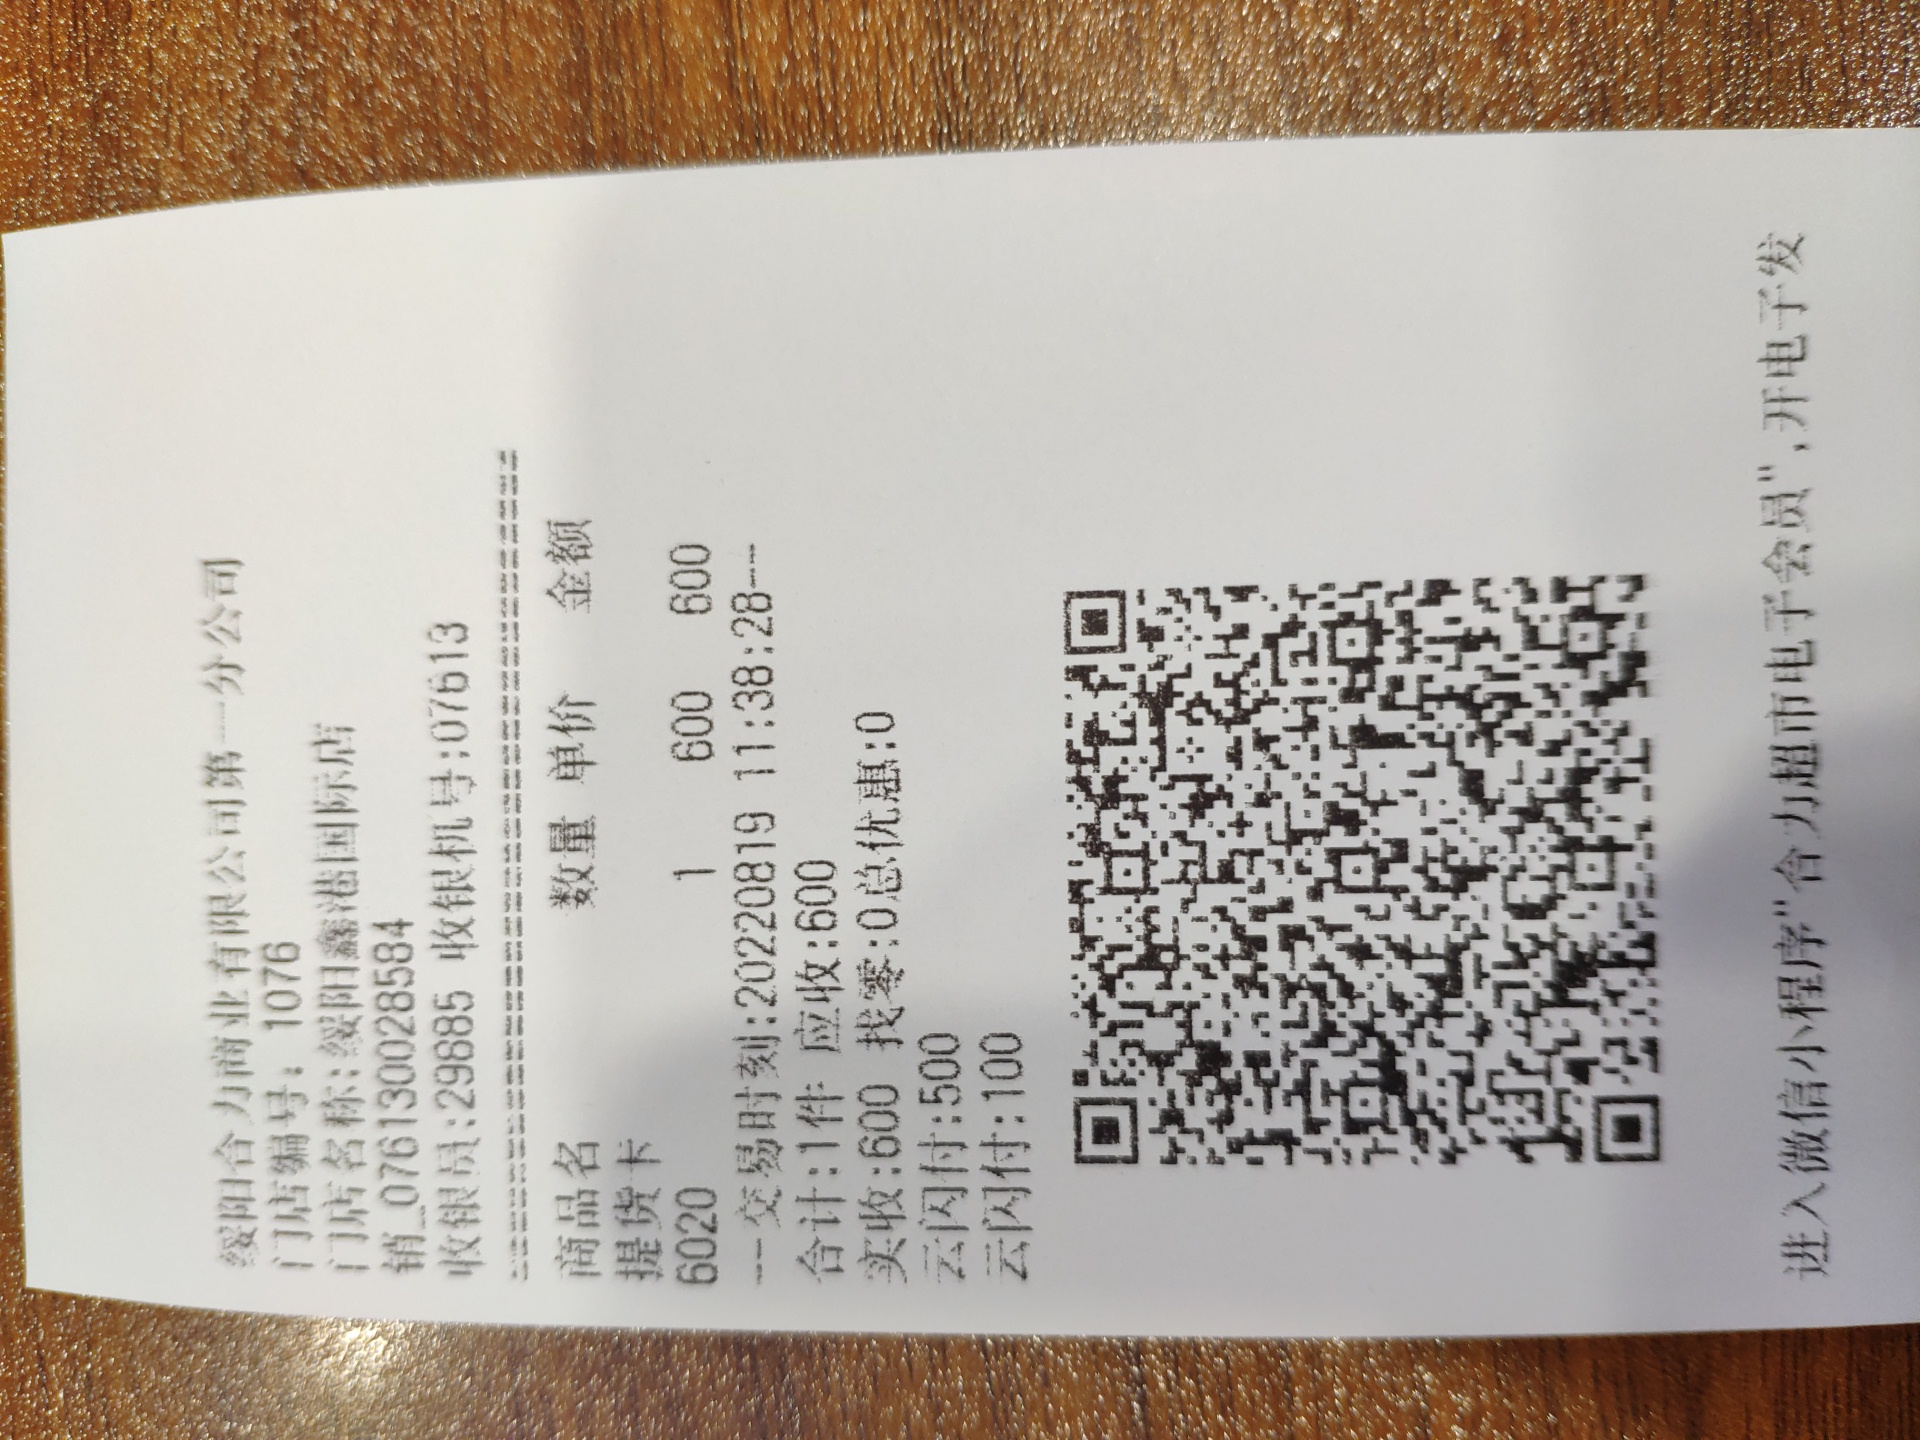 绥阳合力商业有限公司第一分公司
门店编号: 1076
门店名称:绥阳鑫港国际店
销_0761300028584
收银员:29885 收银机号:07613
商品名 数量 单价 金额
提货卡
6020 1 600 600
--交易时刻:20220819 11:38:28--
合计:1件 应收:600
实收:600 找零:0总优惠:0
云闪付:500
云闪付:100
进入微信小程序"合力超市电子会员",开电子发